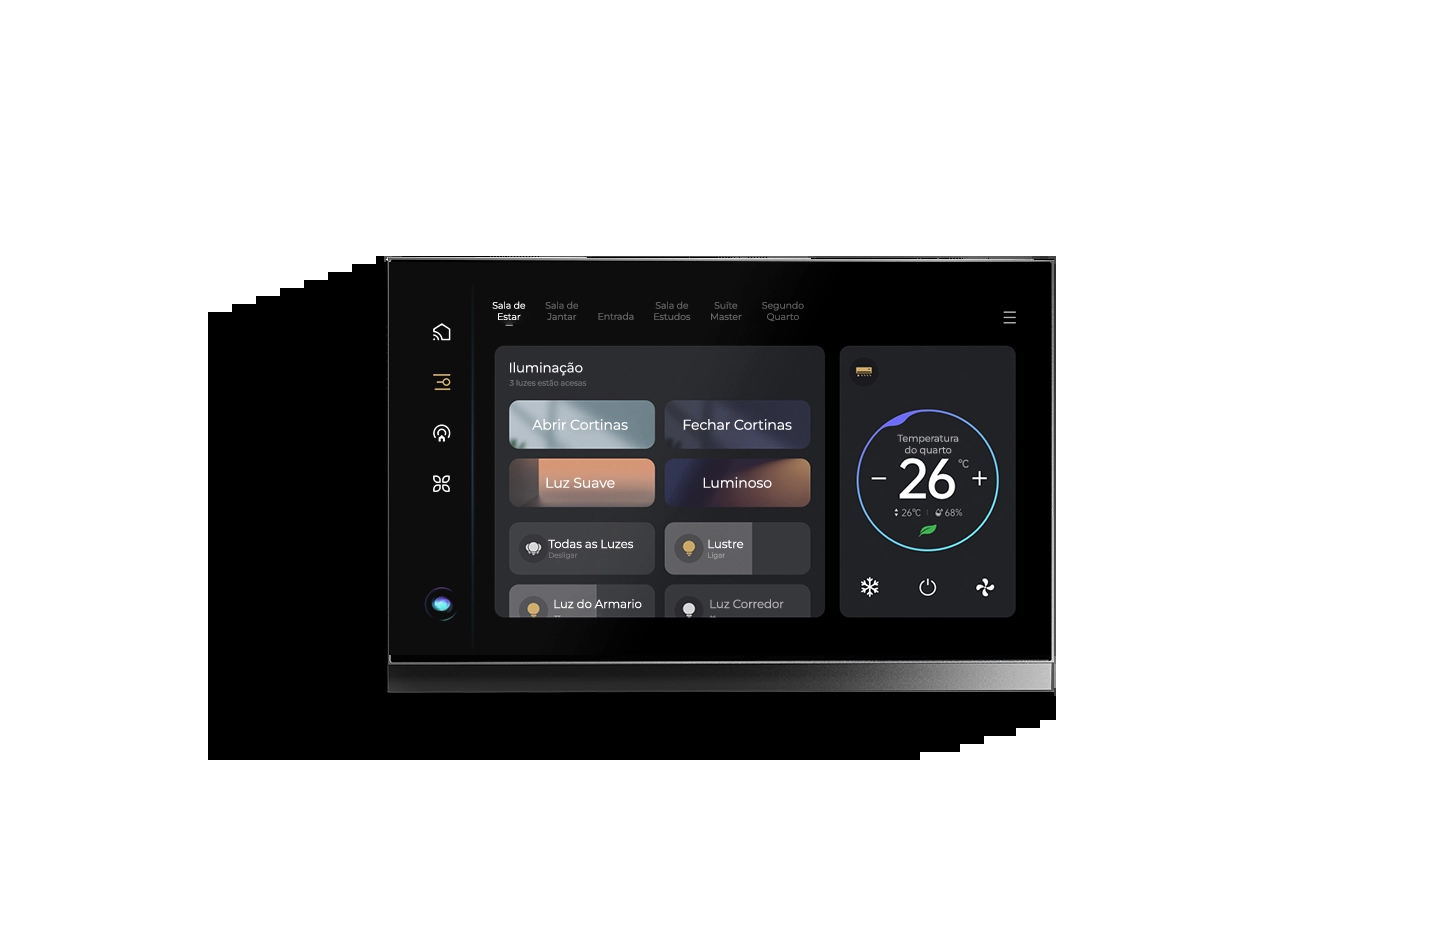 Sala de
Estar
Sala de
Jantar
Entrada
Sala de
Estudos
Suíte
Master
Segundo
Quarto
Iluminação
3 luzes estão acesas
Abrir Cortinas
Fechar Cortinas
Luz Suave
Luminoso
Todas as Luzes
Desligar
Lustre
Ligar
Luz do Armario
Luz Corredor
Temperatura
do quarto
26 °C
26°C
68%